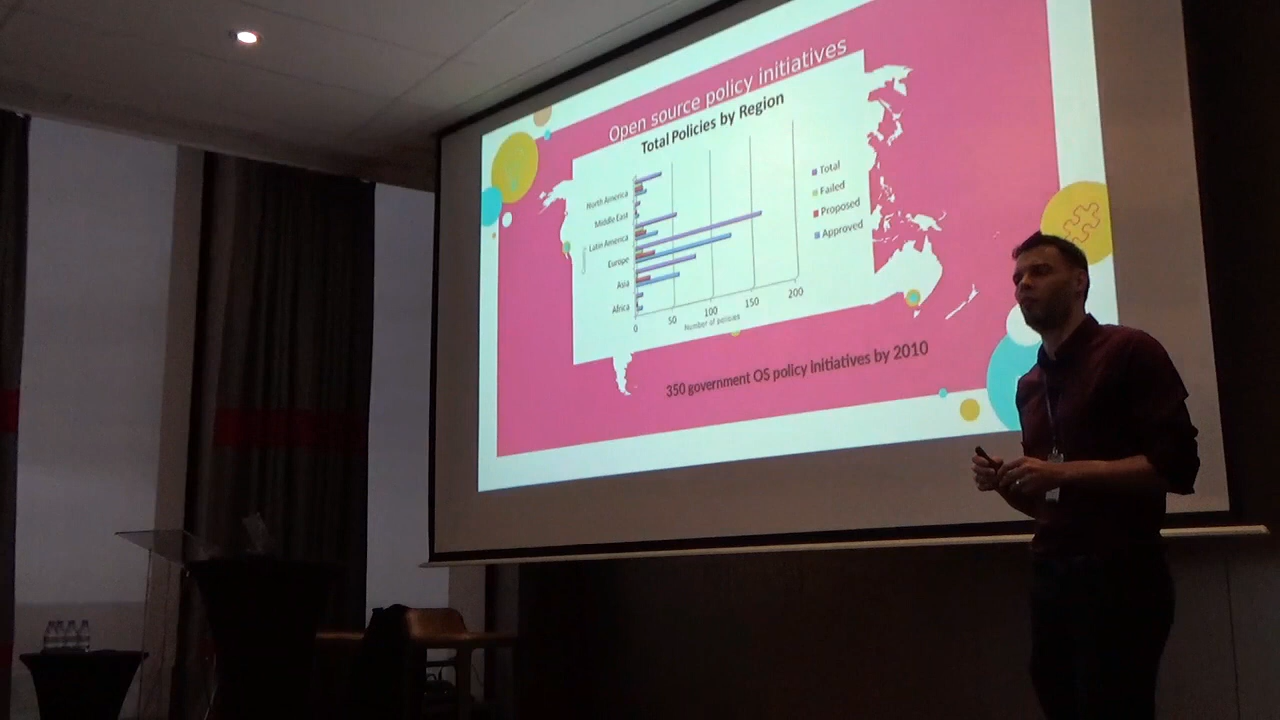 Open source policy initiatives
Total Policies by Region
North America
Middle East
Latin America
Europe
Asia
Africa
0
50
100
150
200
Number of policies
Total
Failed
Proposed
Approved
350 government OS policy initiatives by 2010